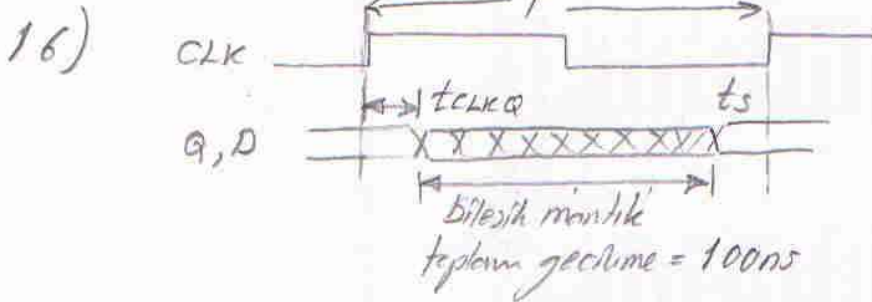 16)
CLK
tCLKQ
ts
Q, D
bileşik mantık
toplam gecikme = 100ns